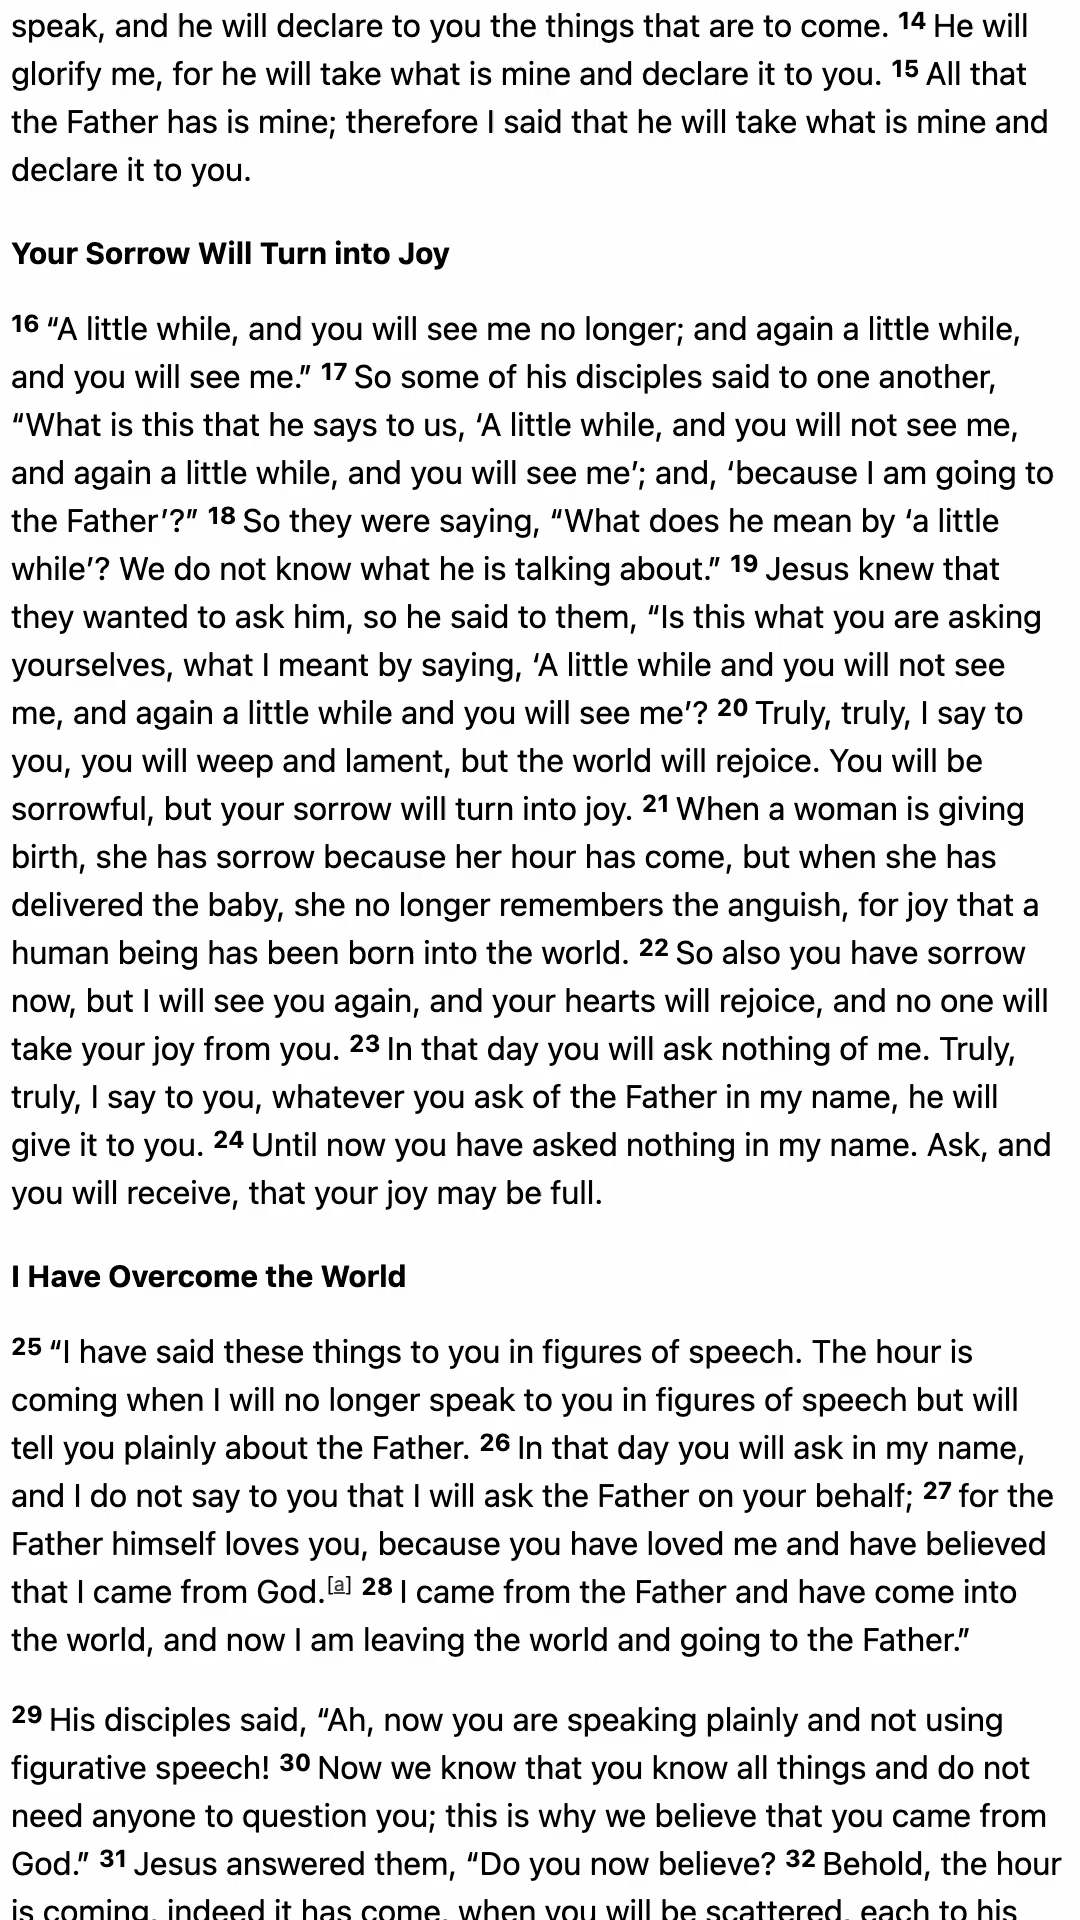 speak, and he will declare to you the things that are to come. 14 He will
glorify me, for he will take what is mine and declare it to you. 15 All that
the Father has is mine; therefore I said that he will take what is mine and
declare it to you.
Your Sorrow Will Turn into Joy
16 “A little while, and you will see me no longer; and again a little while,
and you will see me.” 17 So some of his disciples said to one another,
“What is this that he says to us, ‘A little while, and you will not see me,
and again a little while, and you will see me’; and, ‘because I am going to
the Father’?” 18 So they were saying, “What does he mean by ‘a little
while’? We do not know what he is talking about.” 19 Jesus knew that
they wanted to ask him, so he said to them, “Is this what you are asking
yourselves, what I meant by saying, ‘A little while and you will not see
me, and again a little while and you will see me’? 20 Truly, truly, I say to
you, you will weep and lament, but the world will rejoice. You will be
sorrowful, but your sorrow will turn into joy. 21 When a woman is giving
birth, she has sorrow because her hour has come, but when she has
delivered the baby, she no longer remembers the anguish, for joy that a
human being has been born into the world. 22 So also you have sorrow
now, but I will see you again, and your hearts will rejoice, and no one will
take your joy from you. 23 In that day you will ask nothing of me. Truly,
truly, I say to you, whatever you ask of the Father in my name, he will
give it to you. 24 Until now you have asked nothing in my name. Ask, and
you will receive, that your joy may be full.
I Have Overcome the World
25 “I have said these things to you in figures of speech. The hour is
coming when I will no longer speak to you in figures of speech but will
tell you plainly about the Father. 26 In that day you will ask in my name,
and I do not say to you that I will ask the Father on your behalf; 27 for the
Father himself loves you, because you have loved me and have believed
that I came from God.[a] 28 I came from the Father and have come into
the world, and now I am leaving the world and going to the Father.”
29 His disciples said, “Ah, now you are speaking plainly and not using
figurative speech! 30 Now we know that you know all things and do not
need anyone to question you; this is why we believe that you came from
God.” 31 Jesus answered them, “Do you now believe? 32 Behold, the hour
is coming, indeed it has come, when you will be scattered, each to his